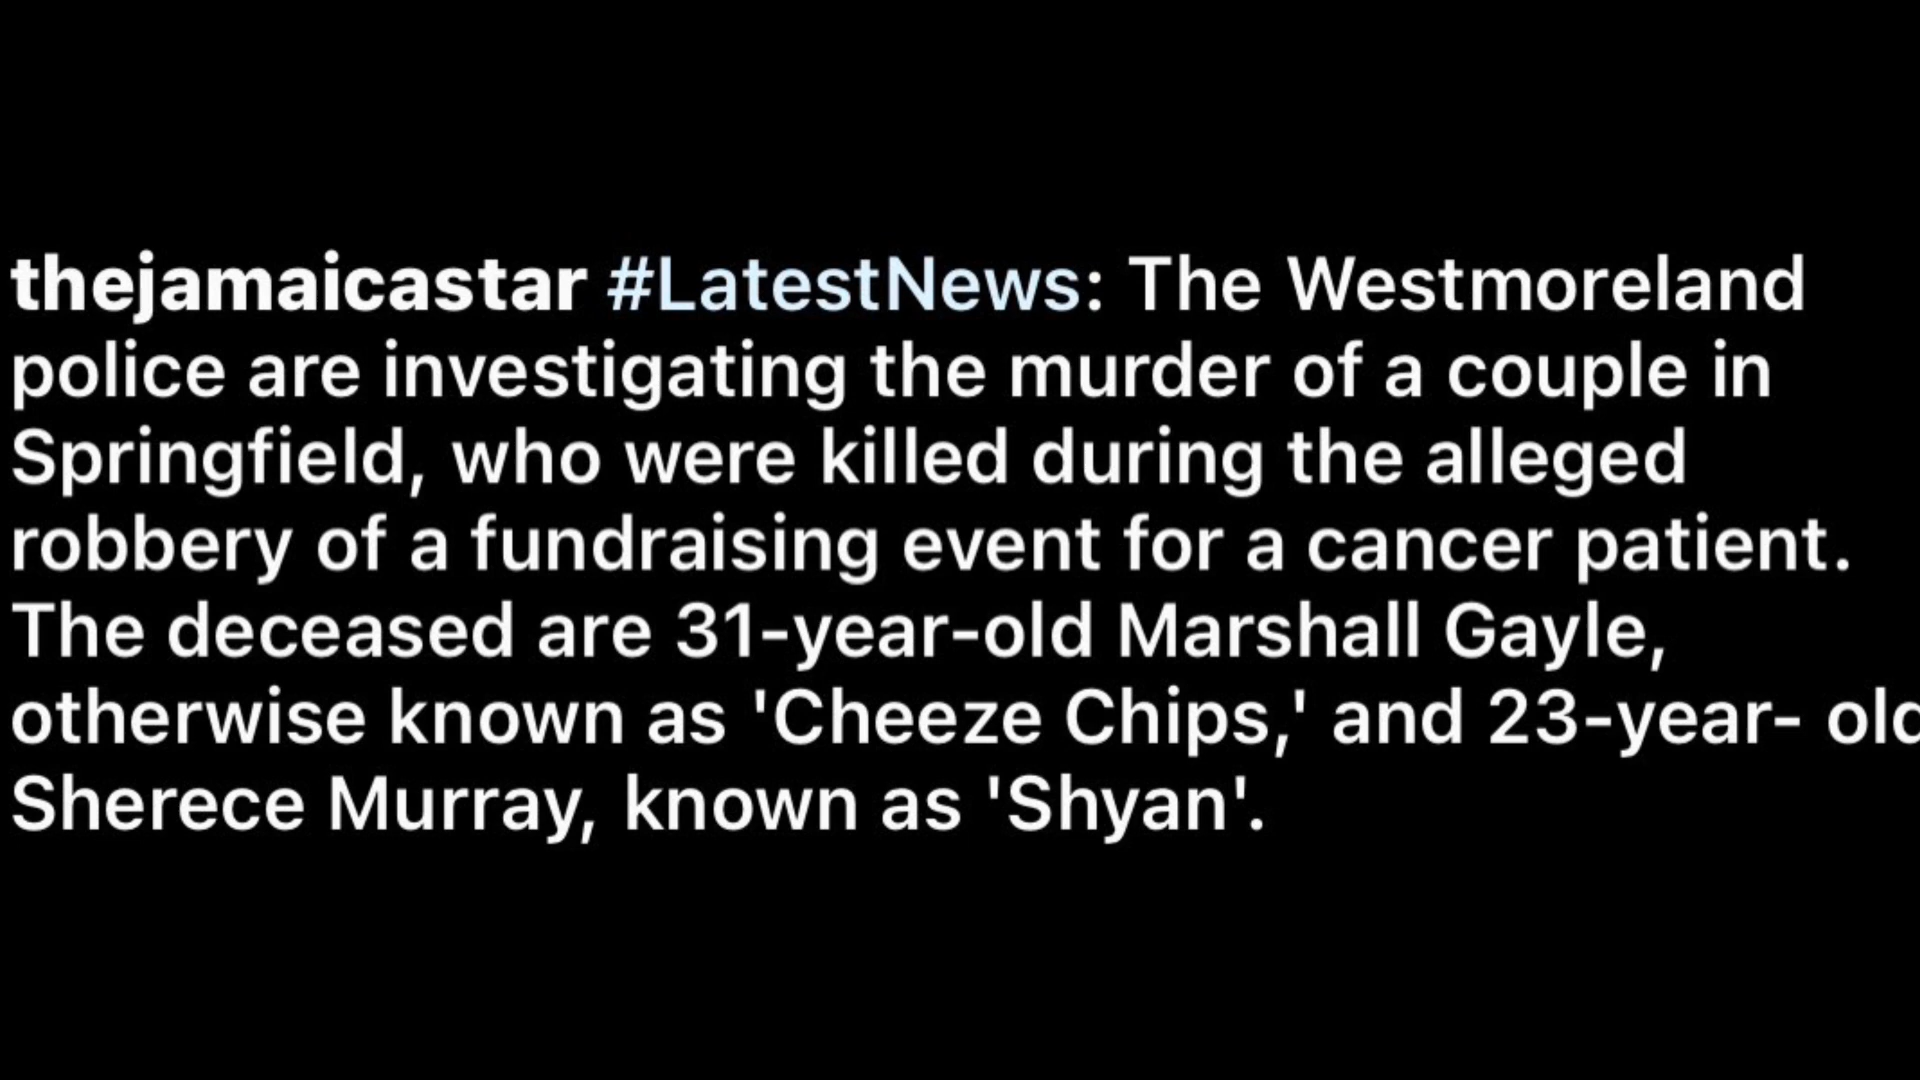 thejamaicastar #LatestNews: The Westmoreland
police are investigating the murder of a couple in
Springfield, who were killed during the alleged
robbery of a fundraising event for a cancer patient.
The deceased are 31-year-old Marshall Gayle,
otherwise known as 'Cheeze Chips,' and 23-year- old
Sherece Murray, known as 'Shyan'.